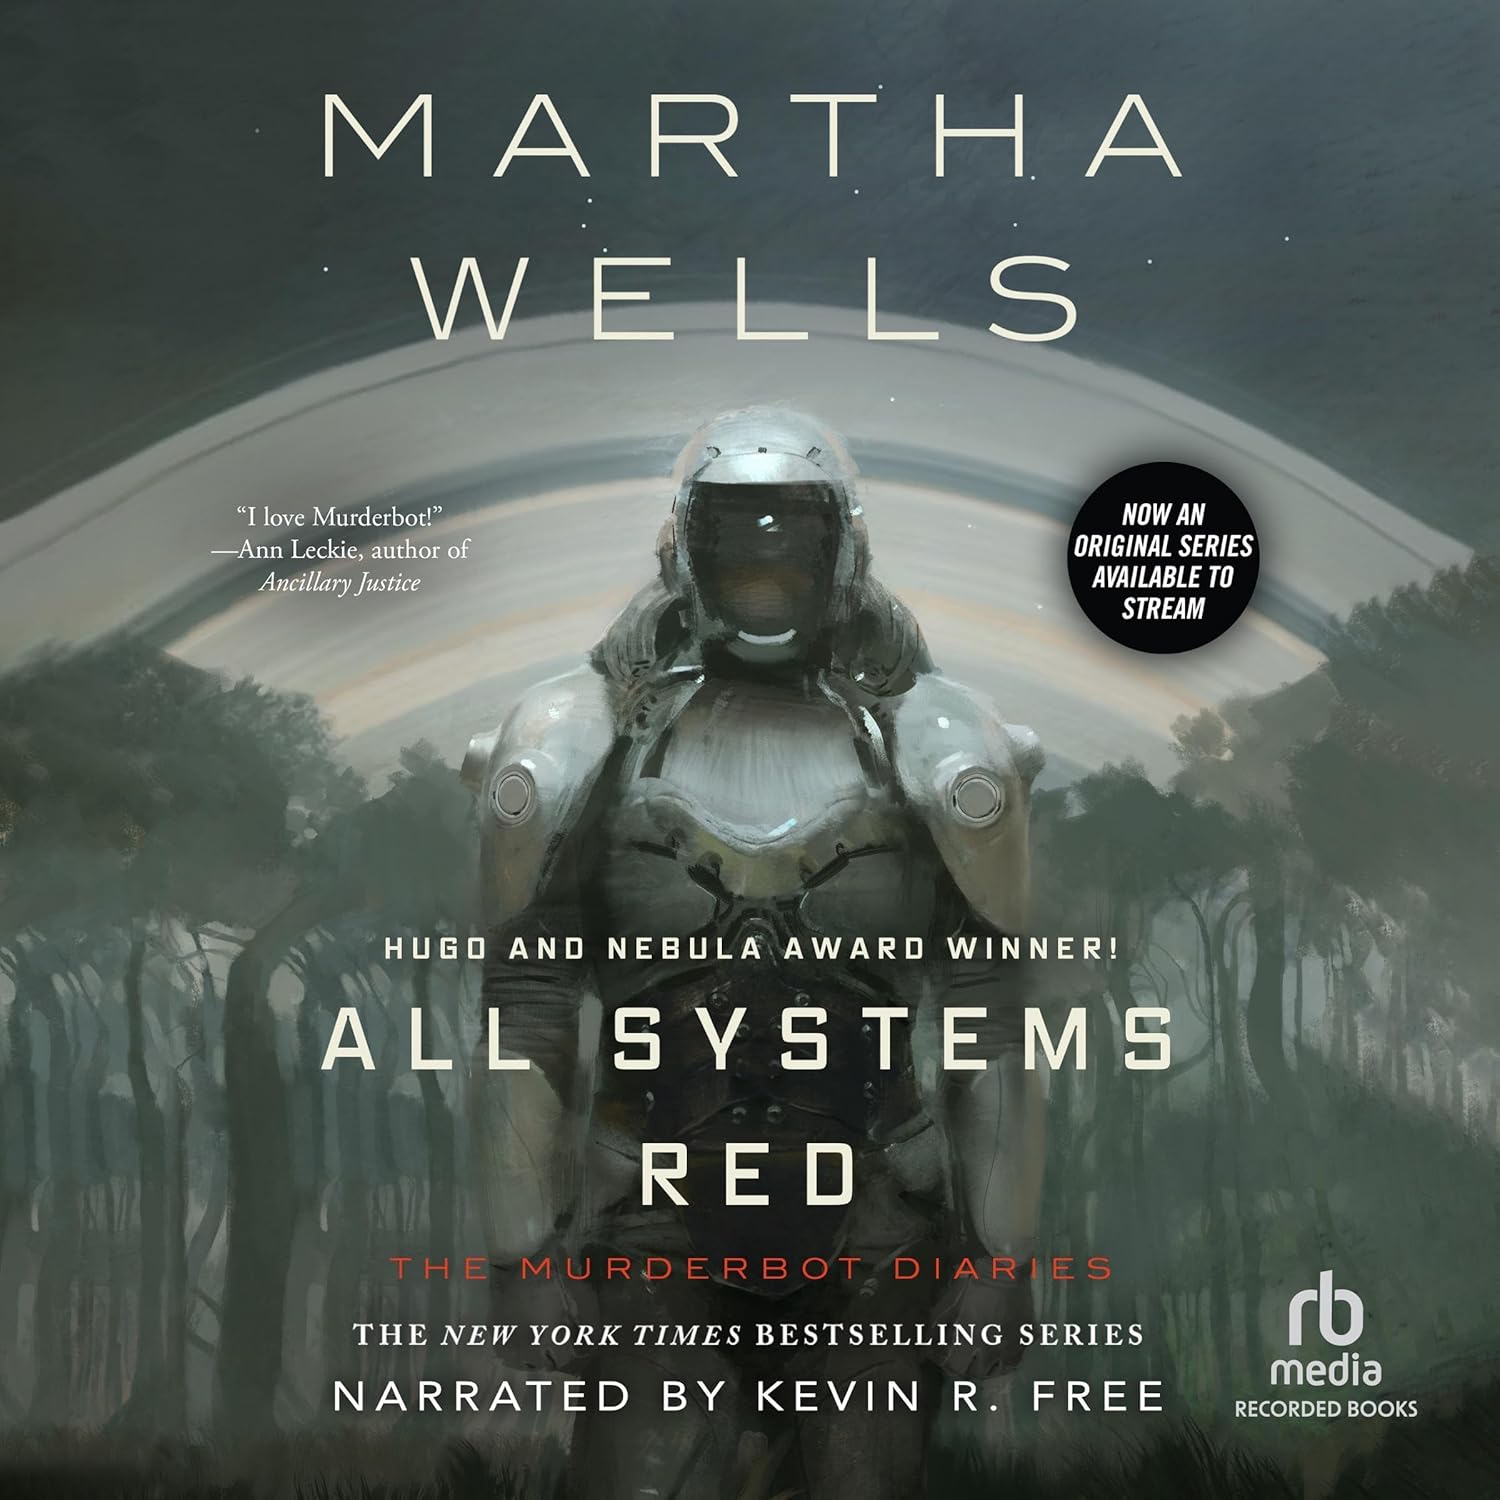 MARTHA
WELLS
“I love Murderbot!”
—Ann Leckie, author of
Ancillary Justice
NOW AN
ORIGINAL SERIES
AVAILABLE TO
STREAM
HUGO AND NEBULA AWARD WINNER!
ALL SYSTEMS
RED
THE MURDERBOT DIARIES
THE NEW YORK TIMES BESTSELLING SERIES
NARRATED BY KEVIN R. FREE
rb
media
RECORDED BOOKS